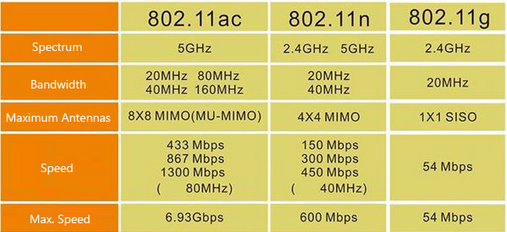 802.11ac 802.11n 802.11g
Spectrum 5GHz 2.4GHz 5GHz 2.4GHz
Bandwidth 20MHz 80MHz 40MHz 160MHz 20MHz 40MHz 20MHz
Maximum Antennas 8X8 MIMO(MU-MIMO) 4X4 MIMO 1X1 SISO
Speed 433 Mbps 867 Mbps 1300 Mbps ( 80MHz) 150 Mbps 300 Mbps 450 Mbps ( 40MHz) 54 Mbps
Max. Speed 6.93Gbps 600 Mbps 54 Mbps